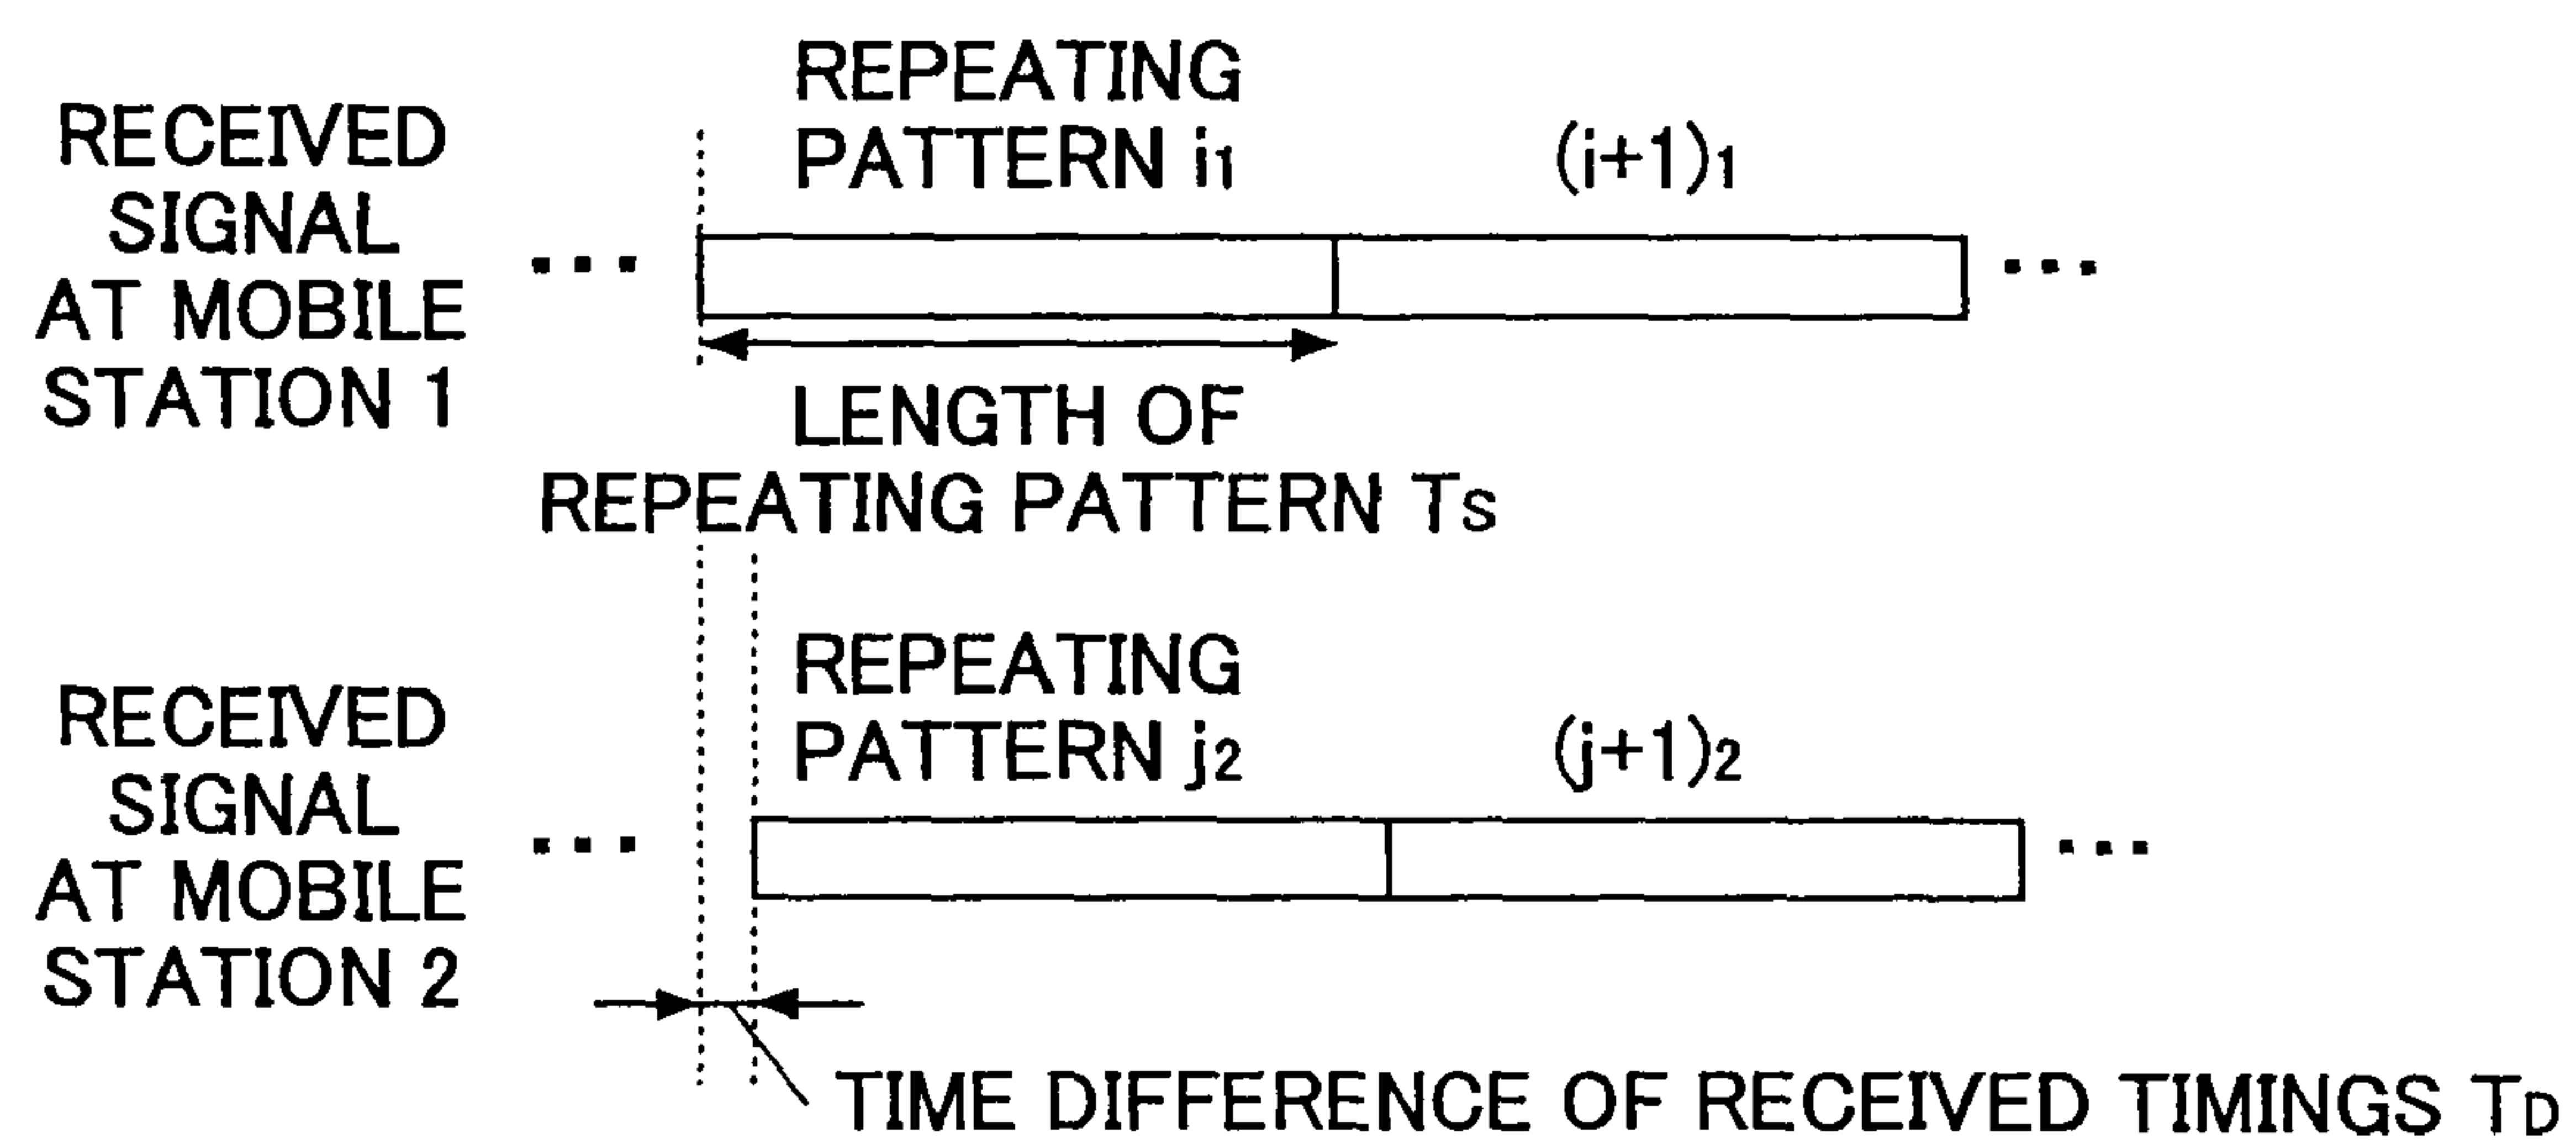 REPEATING
PATTERN i1
(i+1)1
RECEIVED
SIGNAL
AT MOBILE
STATION 1
...
...
LENGTH OF
REPEATING PATTERN TS
REPEATING
PATTERN j2
(j+1)2
RECEIVED
SIGNAL
AT MOBILE
STATION 2
...
...
TIME DIFFERENCE OF RECEIVED TIMINGS TD